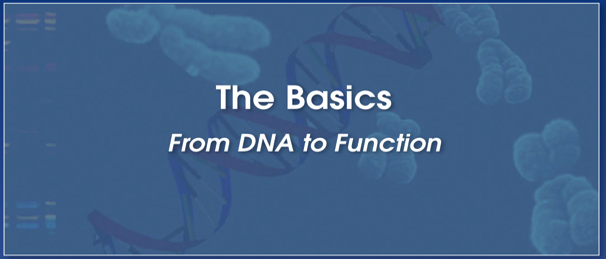 The Basics
From DNA to Function